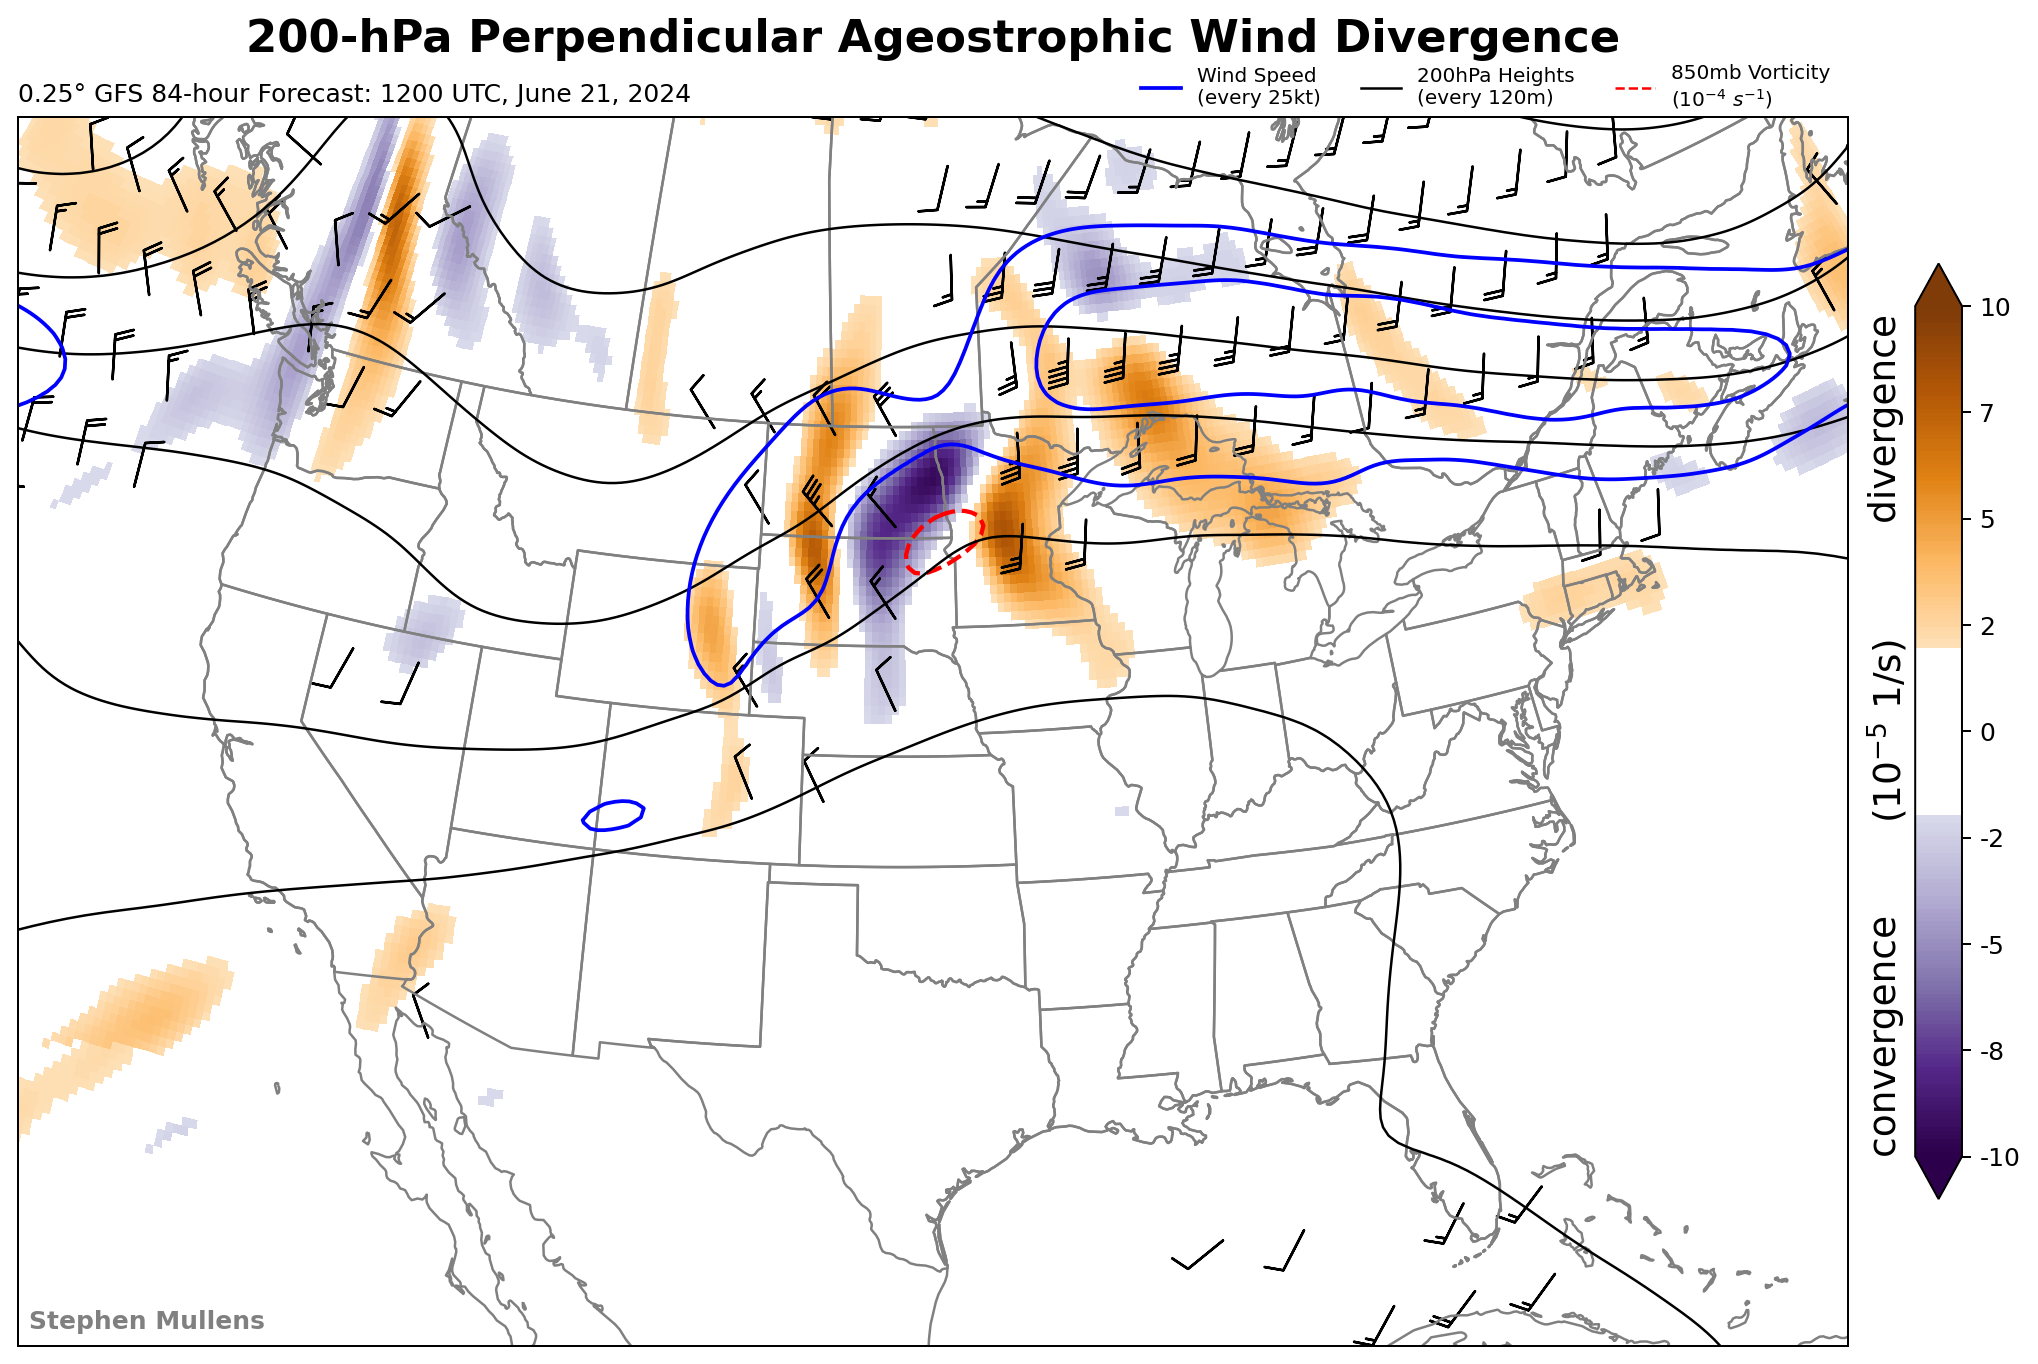 200-hPa Perpendicular Ageostrophic Wind Divergence
0.25° GFS 84-hour Forecast: 1200 UTC, June 21, 2024
Wind Speed
(every 25kt)
200hPa Heights
(every 120m)
850mb Vorticity
(10⁻⁴ s⁻¹)
10
7
5
2
0
-2
-5
-8
-10
divergence
(10⁻⁵ 1/s)
convergence
Stephen Mullens